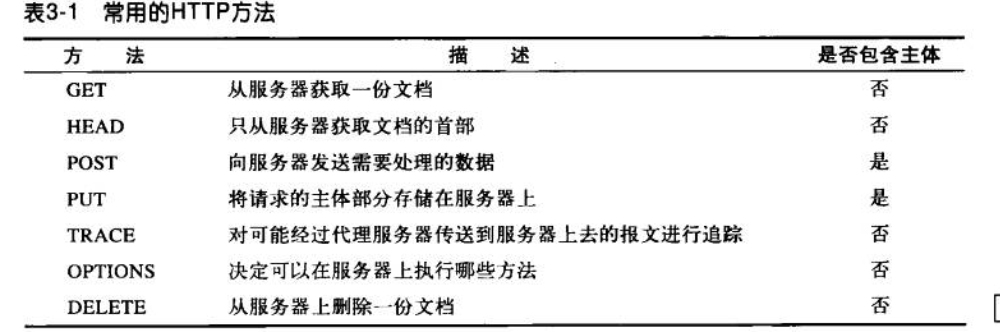 表3-1 常用的HTTP方法
方 法 描 述 是否包含主体
GET 从服务器获取一份文档 否
HEAD 只从服务器获取文档的首部 否
POST 向服务器发送需要处理的数据 是
PUT 将请求的主体部分存储在服务器上 是
TRACE 对可能经过代理服务器传送到服务器上去的报文进行追踪 否
OPTIONS 决定可以在服务器上执行哪些方法 否
DELETE 从服务器上删除一份文档 否